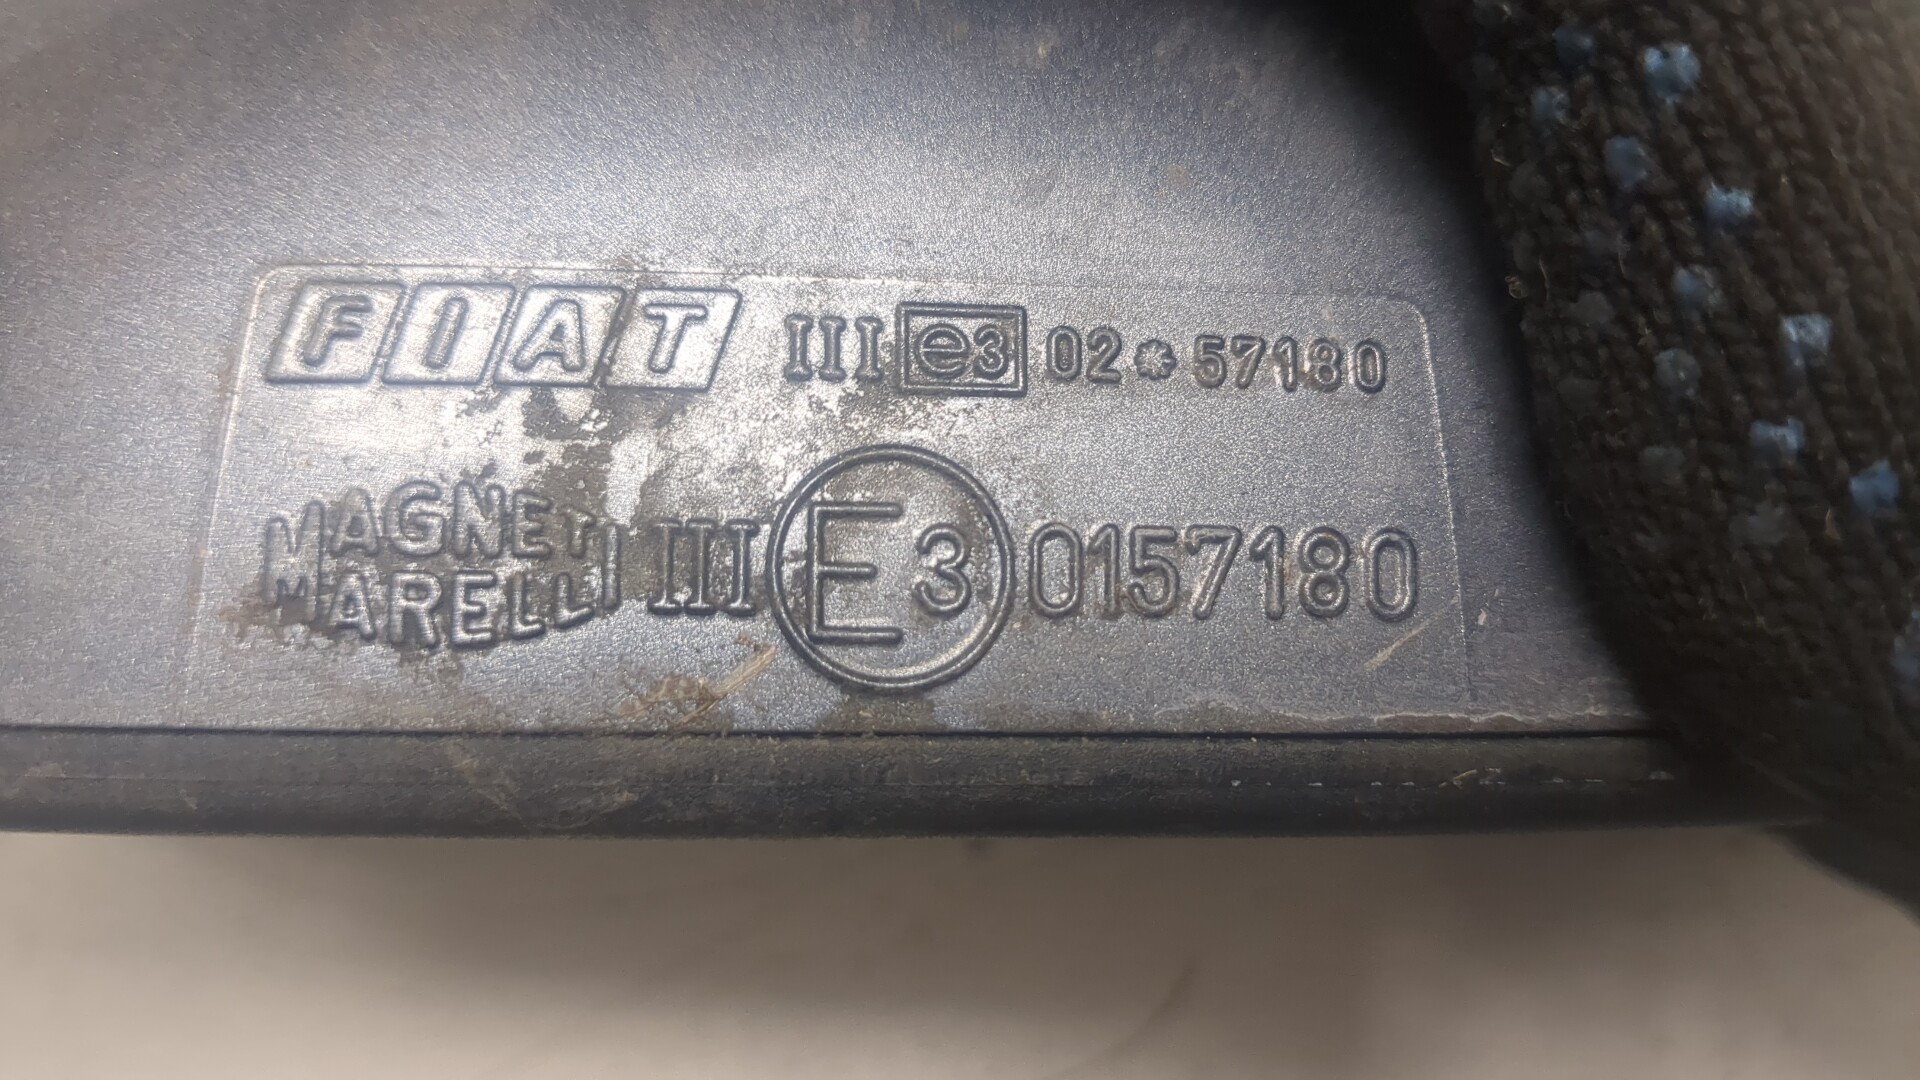 FIAT III e3 02*57180
MAGNETI
MARELLI III E3 0157180